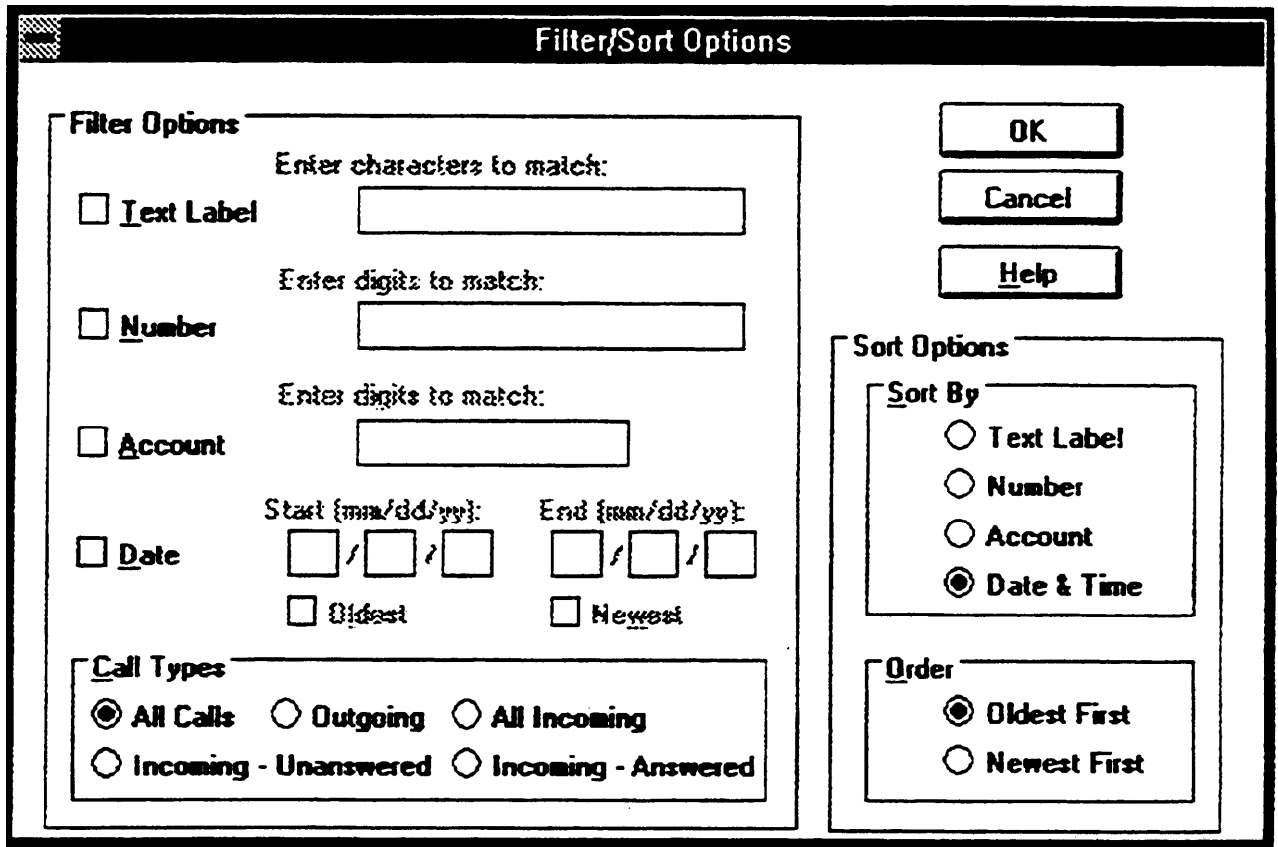 Filter/Sort Options
Filter Options
Enter characters to match:
Text Label
Enter digits to match:
Number
Enter digits to match:
Account
Start (mm/dd/yy): End (mm/dd/yy):
Date / / / /
Oldest Newest
Call Types
All Calls Outgoing All Incoming
Incoming - Unanswered Incoming - Answered
OK
Cancel
Help
Sort Options
Sort By
Text Label
Number
Account
Date & Time
Order
Oldest First
Newest First